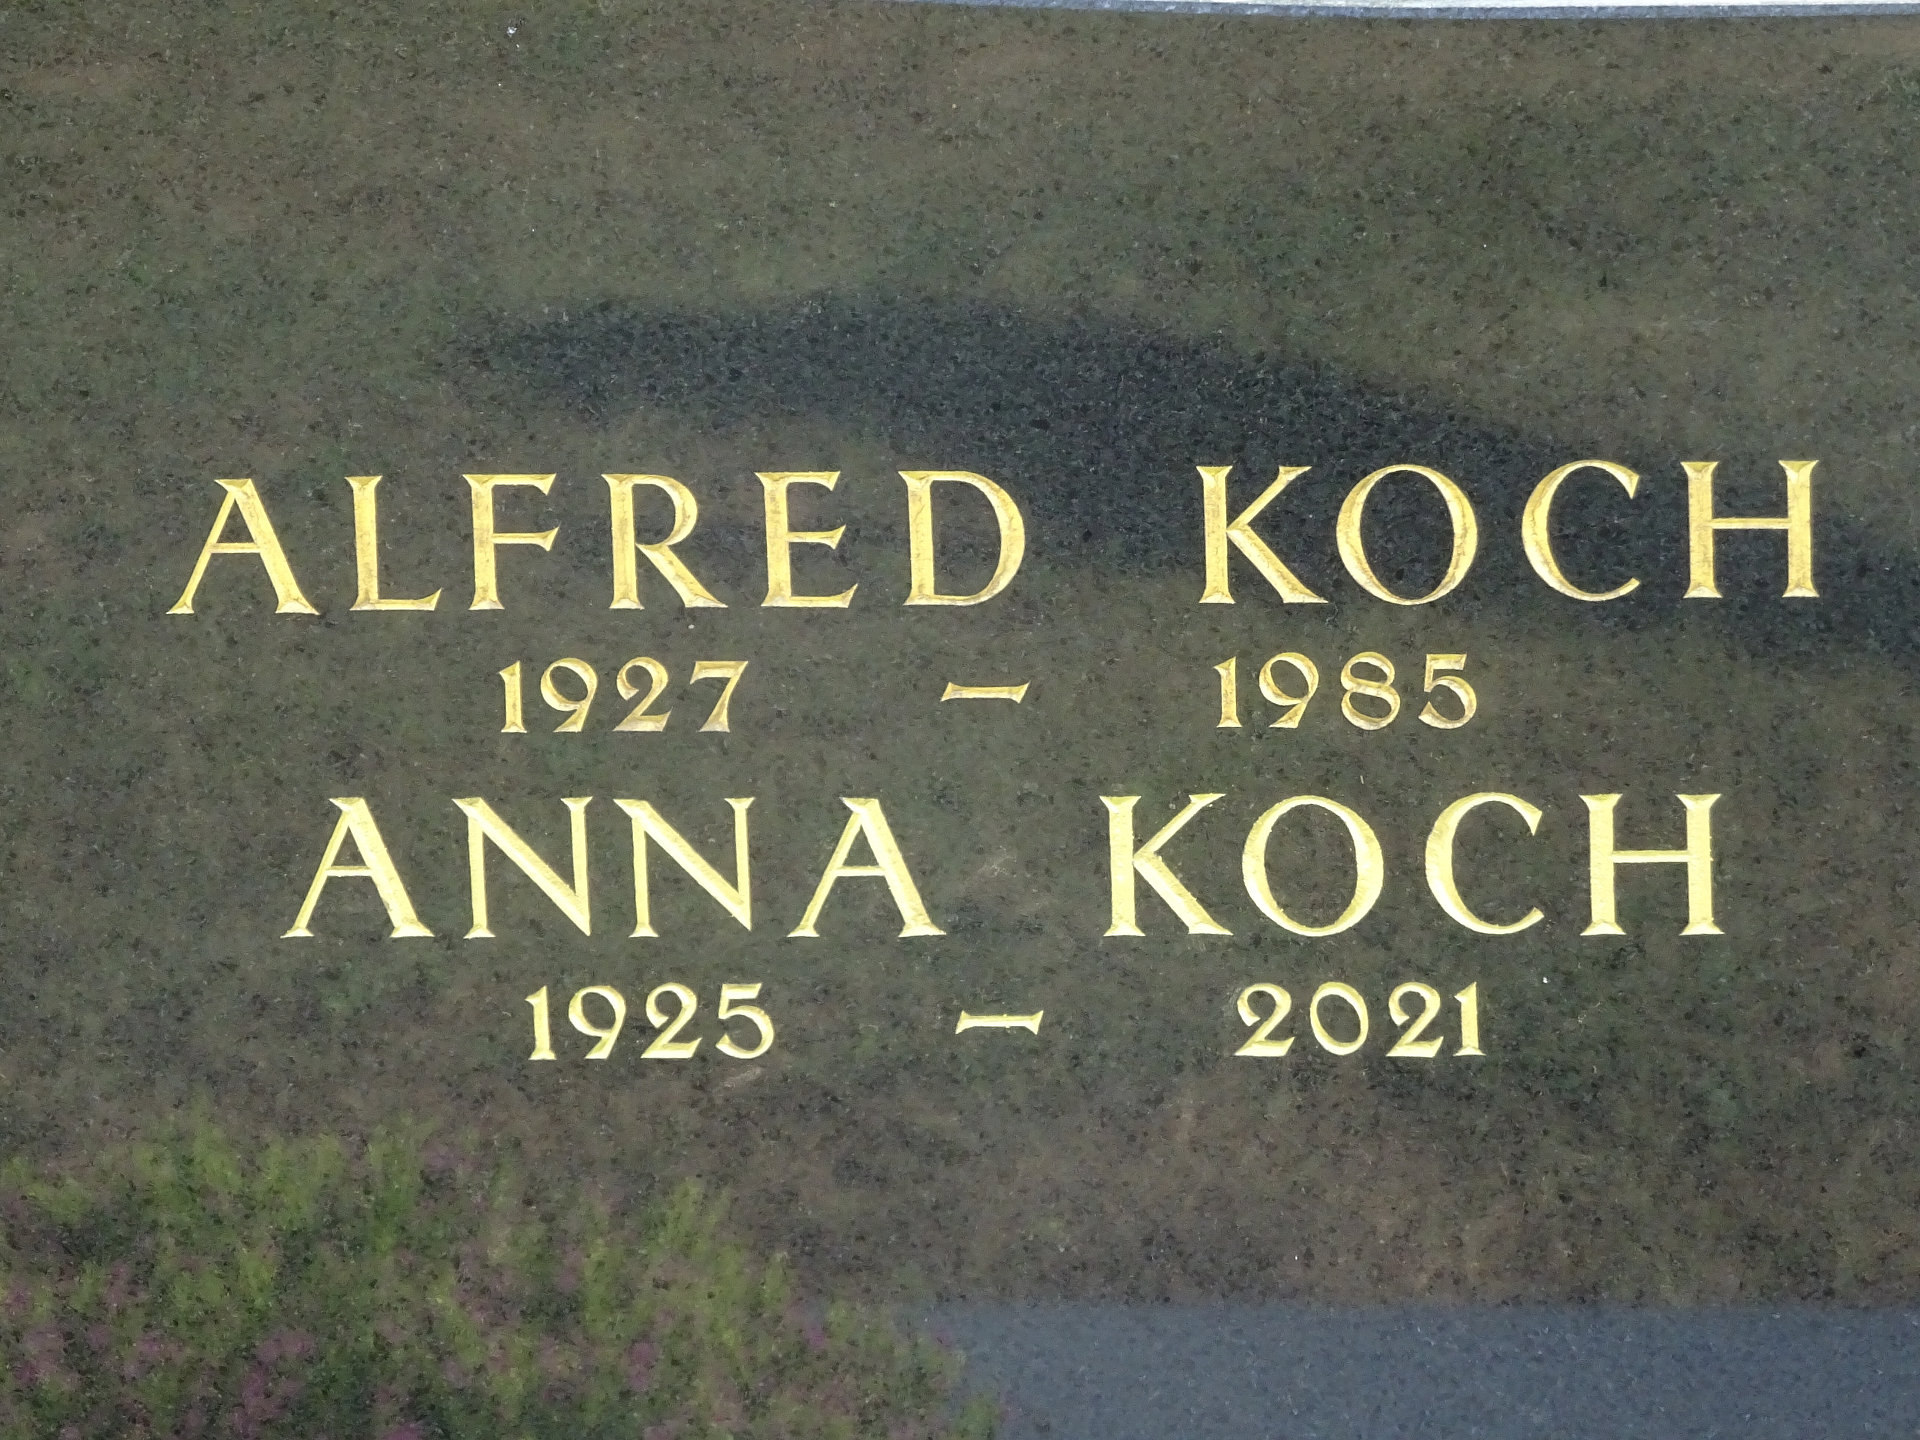 ALFRED KOCH
1927 – 1985
ANNA KOCH
1925 – 2021